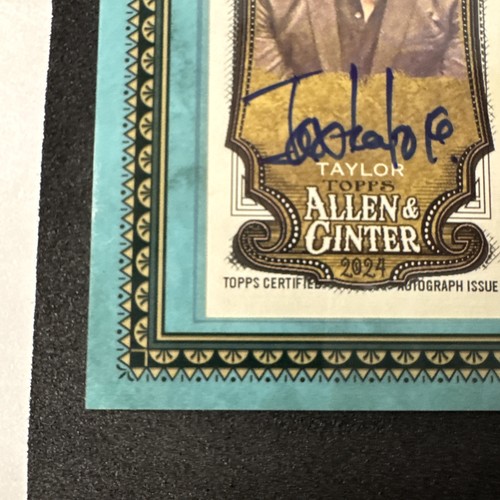 TAYLOR
TOPPS
ALLEN &
GINTER
2024
TOPPS CERTIFIED AUTOGRAPH ISSUE